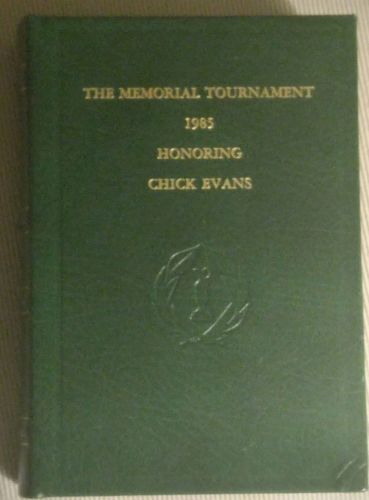 THE MEMORIAL TOURNAMENT
1985
HONORING
CHICK EVANS